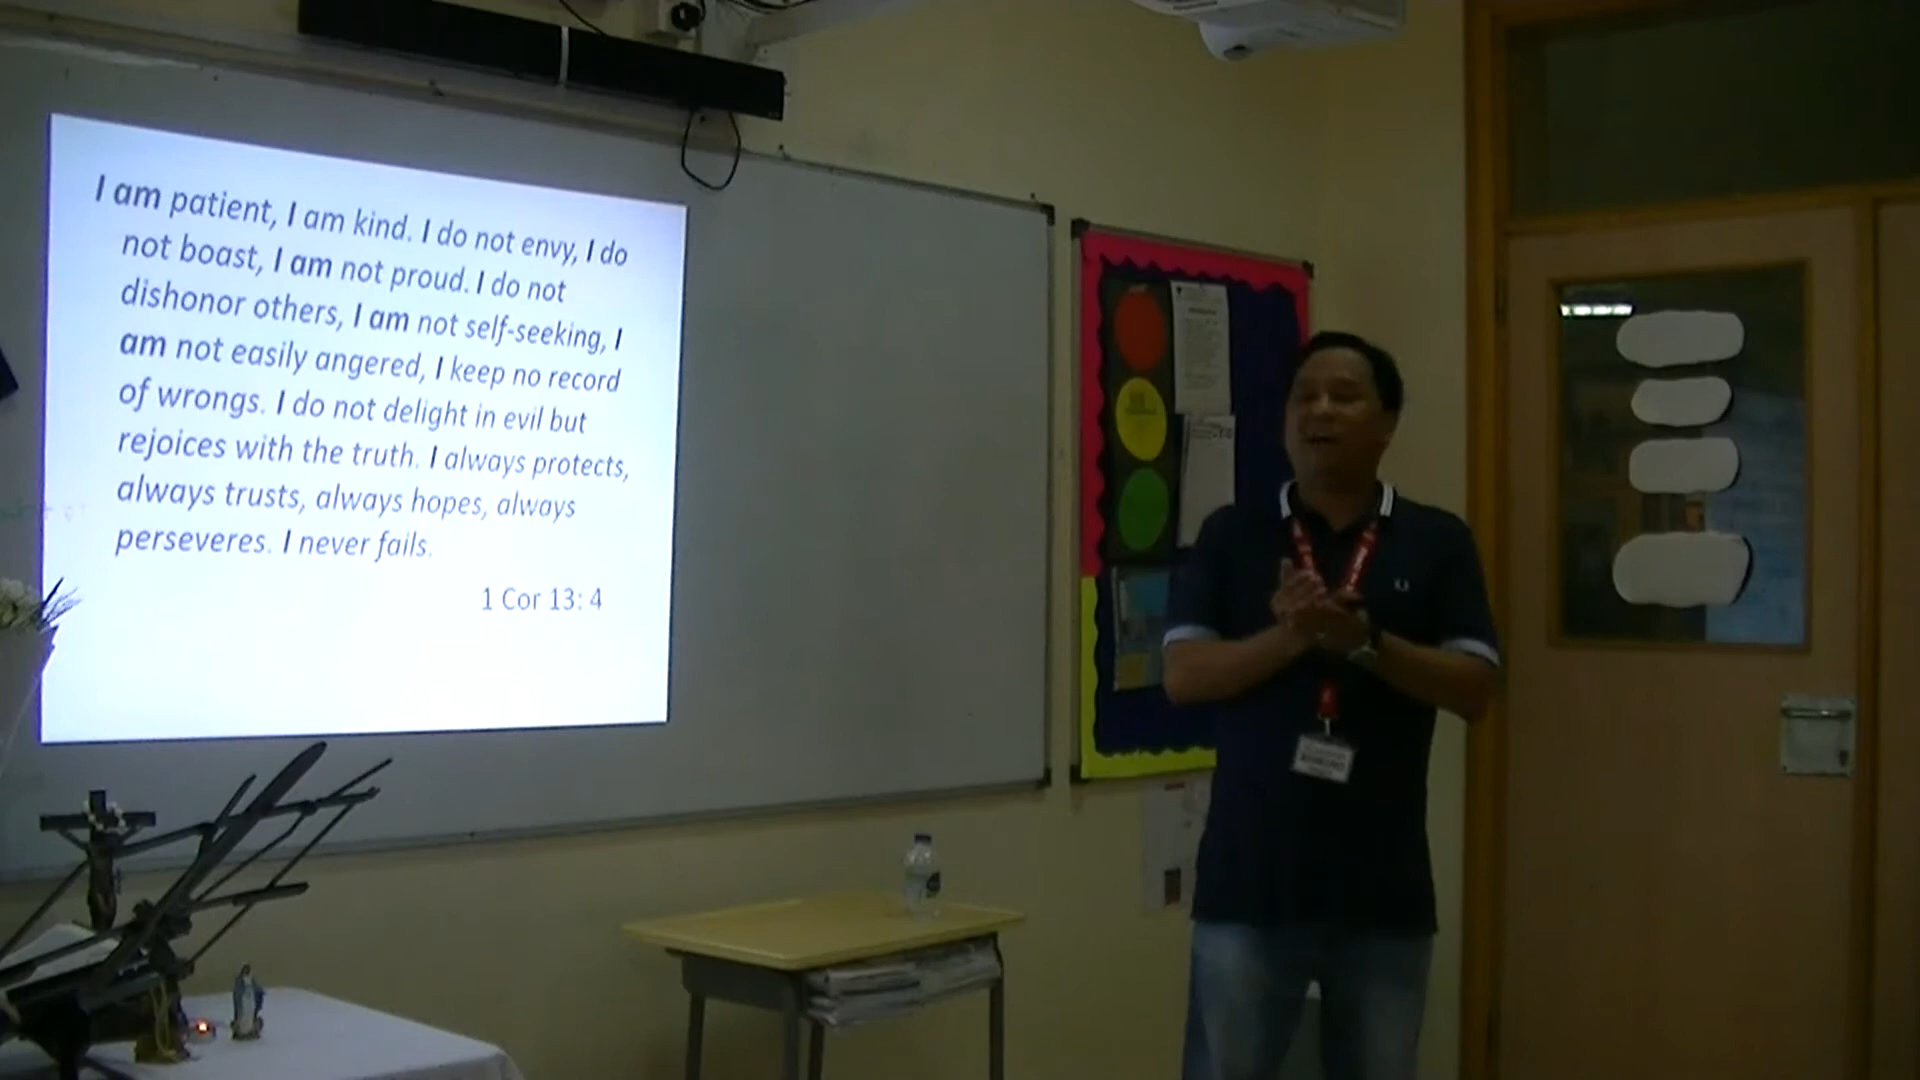 I am patient, I am kind. I do not envy, I do
not boast, I am not proud. I do not
dishonor others, I am not self-seeking, I
am not easily angered, I keep no record
of wrongs. I do not delight in evil but
rejoices with the truth. I always protects,
always trusts, always hopes, always
perseveres. I never fails.
1 Cor 13: 4